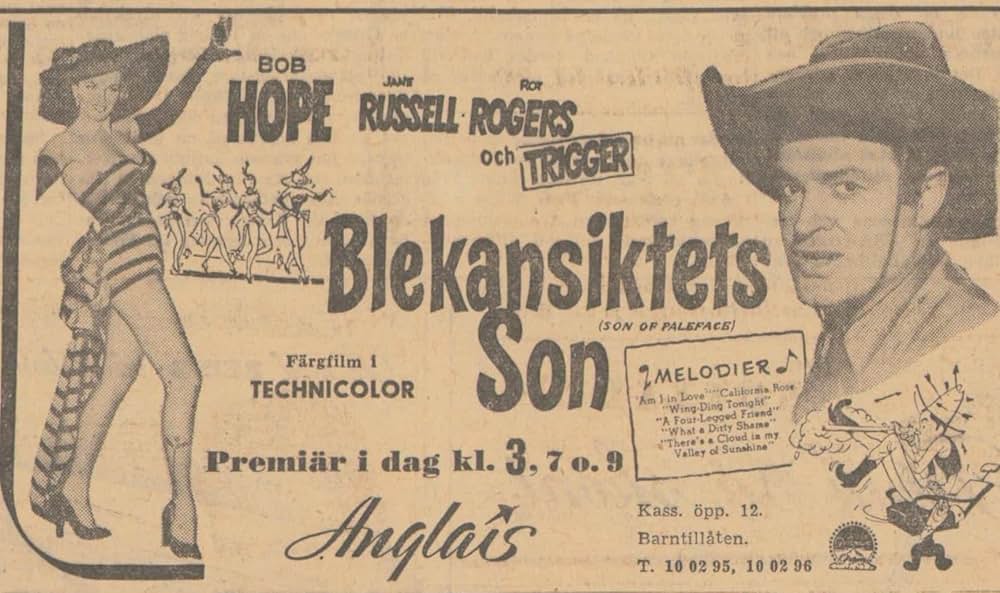 BOB
HOPE
JANE
RUSSELL
ROY
ROGERS
och TRIGGER
Blekansiktets
Son
(SON OF PALEFACE)
Färgfilm i
TECHNICOLOR
MELODIER
"Am I in Love" "California Rose"
"Wing-Ding Tonight"
"A Four-Legged Friend"
"What a Dirty Shame"
"There's a Cloud in my
Valley of Sunshine"
Premiär i dag kl. 3, 7 o. 9
Anglais
Kass. öpp. 12.
Barntillåten.
T. 10 02 95, 10 02 96